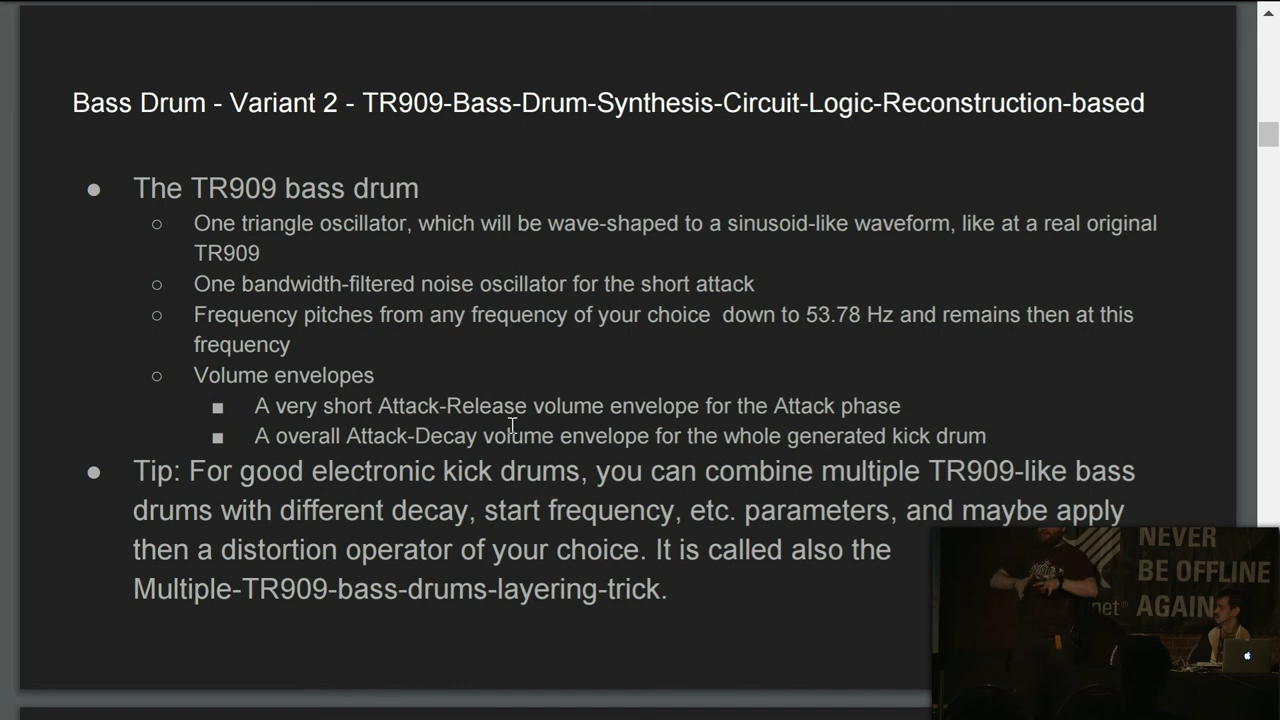 Bass Drum - Variant 2 - TR909-Bass-Drum-Synthesis-Circuit-Logic-Reconstruction-based
● The TR909 bass drum
○ One triangle oscillator, which will be wave-shaped to a sinusoid-like waveform, like at a real original
TR909
○ One bandwidth-filtered noise oscillator for the short attack
○ Frequency pitches from any frequency of your choice  down to 53.78 Hz and remains then at this
frequency
○ Volume envelopes
■ A very short Attack-Release volume envelope for the Attack phase
■ A overall Attack-Decay volume envelope for the whole generated kick drum
● Tip: For good electronic kick drums, you can combine multiple TR909-like bass
drums with different decay, start frequency, etc. parameters, and maybe apply
then a distortion operator of your choice. It is called also the
Multiple-TR909-bass-drums-layering-trick.
NEVER
BE OFFLINE
net® AGAIN